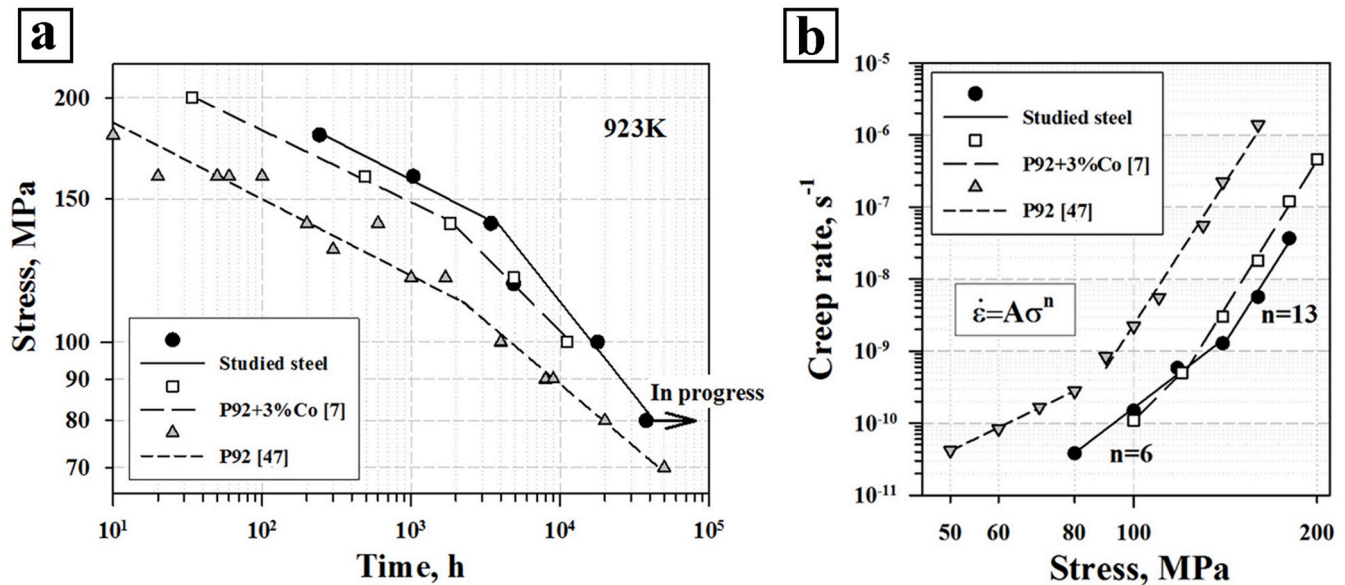 a
200
150
100
90
80
70
Stress, MPa
923K
In progress
Studied steel
P92+3%Co [7]
P92 [47]
10¹
10²
10³
10⁴
10⁵
Time, h
b
10⁻⁵
10⁻⁶
10⁻⁷
10⁻⁸
10⁻⁹
10⁻¹⁰
10⁻¹¹
Creep rate, s⁻¹
Studied steel
P92+3%Co [7]
P92 [47]
ε̇=Aσⁿ
n=13
n=6
50
60
80
100
200
Stress, MPa